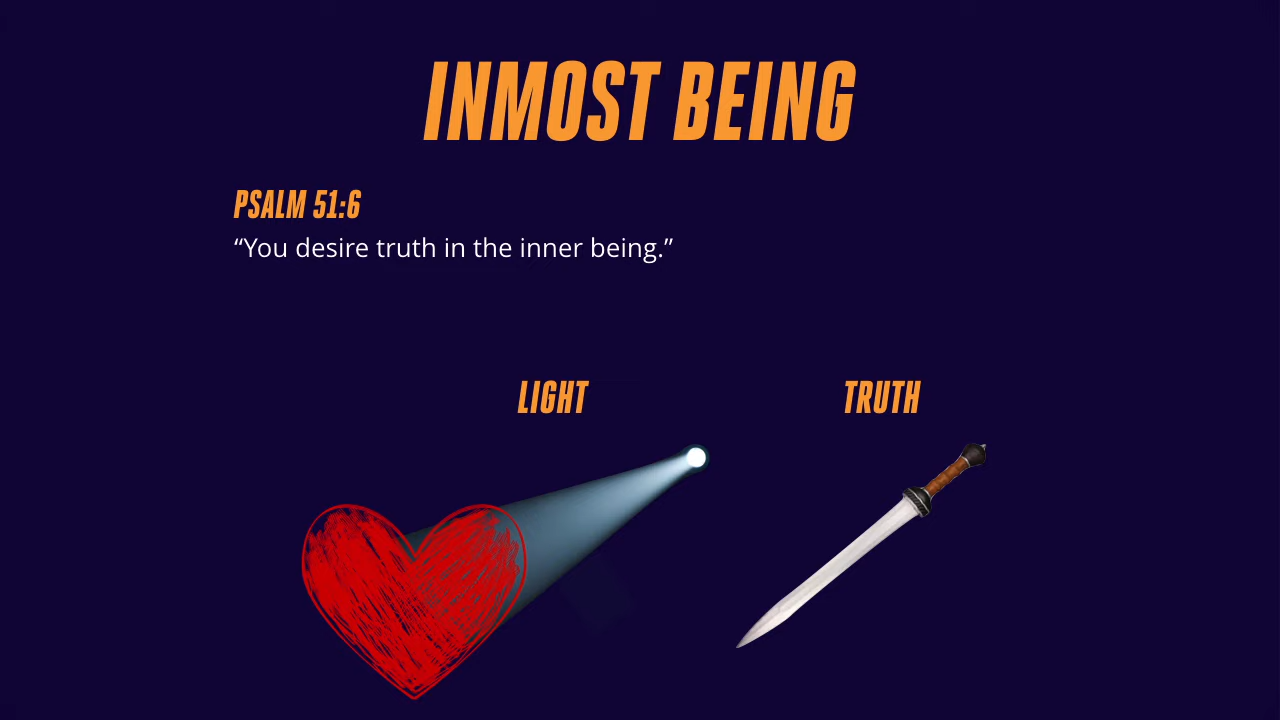 INMOST BEING
PSALM 51:6
“You desire truth in the inner being.”
LIGHT
TRUTH